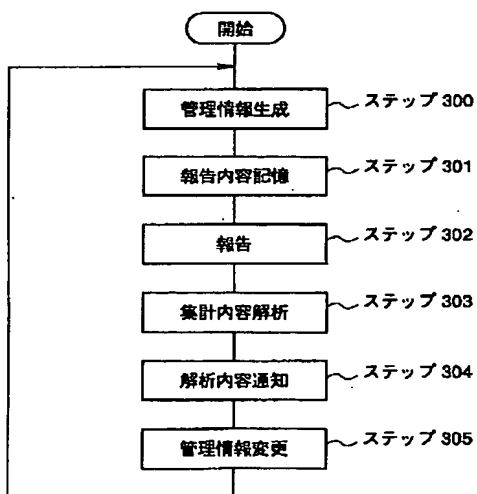 開始
管理情報生成 ステップ 300
報告内容記憶 ステップ 301
報告 ステップ 302
集計内容解析 ステップ 303
解析内容通知 ステップ 304
管理情報変更 ステップ 305